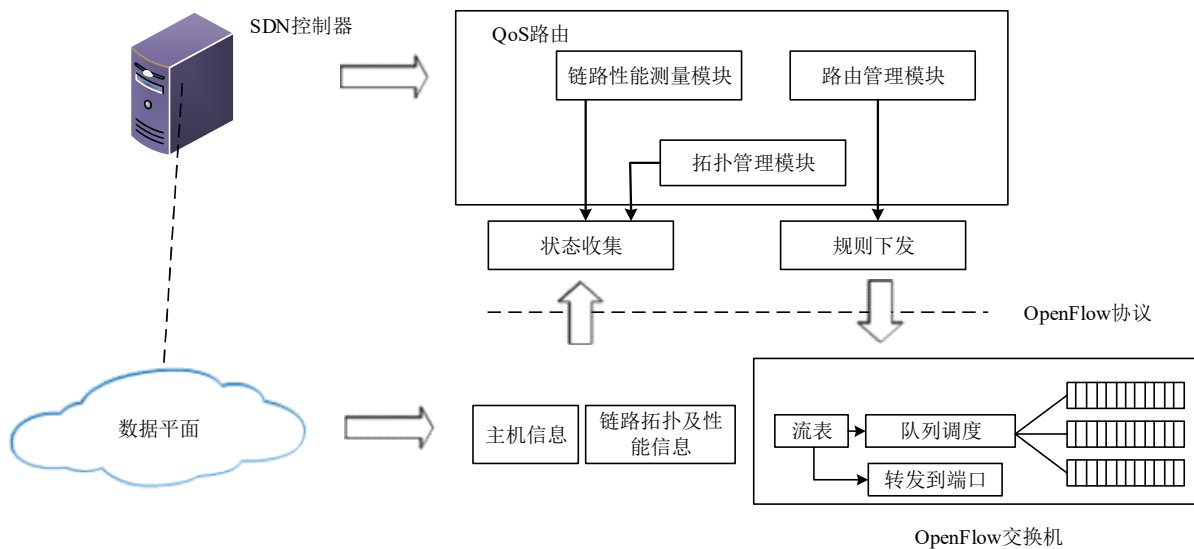 SDN控制器
QoS路由
链路性能测量模块
路由管理模块
拓扑管理模块
状态收集
规则下发
OpenFlow协议
数据平面
主机信息
链路拓扑及性
能信息
流表
队列调度
转发到端口
OpenFlow交换机